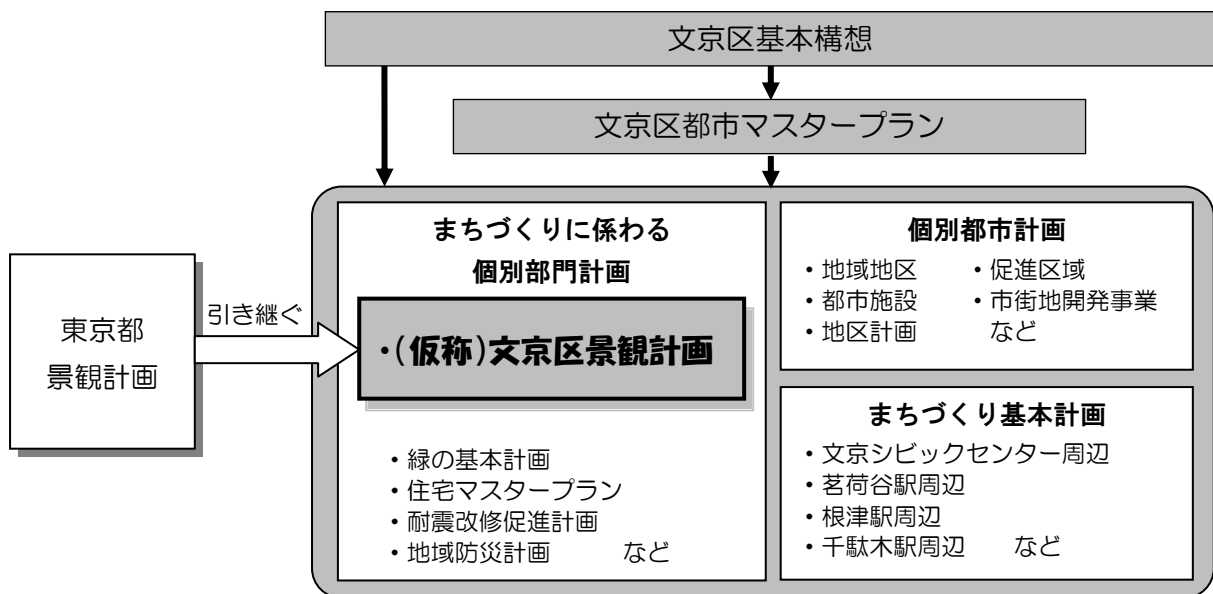 文京区基本構想
文京区都市マスタープラン
東京都
景観計画
引き継ぐ
まちづくりに係わる
個別部門計画
・(仮称)文京区景観計画
・緑の基本計画
・住宅マスタープラン
・耐震改修促進計画
・地域防災計画 など
個別都市計画
・地域地区 ・促進区域
・都市施設 ・市街地開発事業
・地区計画 など
まちづくり基本計画
・文京シビックセンター周辺
・茗荷谷駅周辺
・根津駅周辺
・千駄木駅周辺 など